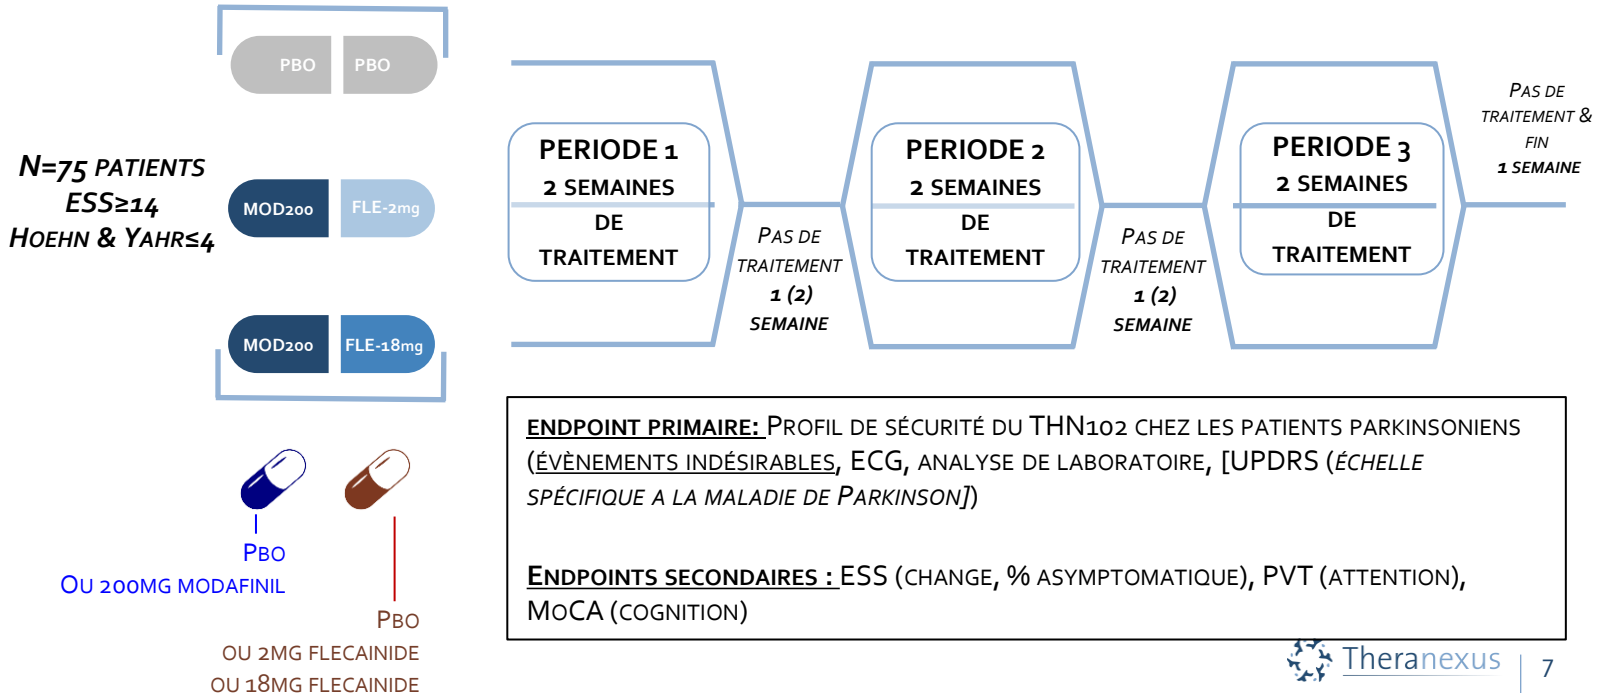 PBO PBO
N=75 PATIENTS
ESS≥14
HOEHN & YAHR≤4
MOD200 FLE-2mg
MOD200 FLE-18mg
PBO
OU 200MG MODAFINIL
PBO
OU 2MG FLECAINIDE
OU 18MG FLECAINIDE
PERIODE 1
2 SEMAINES
DE
TRAITEMENT
PAS DE
TRAITEMENT
1 (2)
SEMAINE
PERIODE 2
2 SEMAINES
DE
TRAITEMENT
PAS DE
TRAITEMENT
1 (2)
SEMAINE
PERIODE 3
2 SEMAINES
DE
TRAITEMENT
PAS DE
TRAITEMENT &
FIN
1 SEMAINE
ENDPOINT PRIMAIRE: PROFIL DE SÉCURITÉ DU THN102 CHEZ LES PATIENTS PARKINSONIENS
(ÉVÈNEMENTS INDÉSIRABLES, ECG, ANALYSE DE LABORATOIRE, [UPDRS (ÉCHELLE
SPÉCIFIQUE A LA MALADIE DE PARKINSON])
ENDPOINTS SECONDAIRES : ESS (CHANGE, % ASYMPTOMATIQUE), PVT (ATTENTION),
MOCA (COGNITION)
Theranexus
7